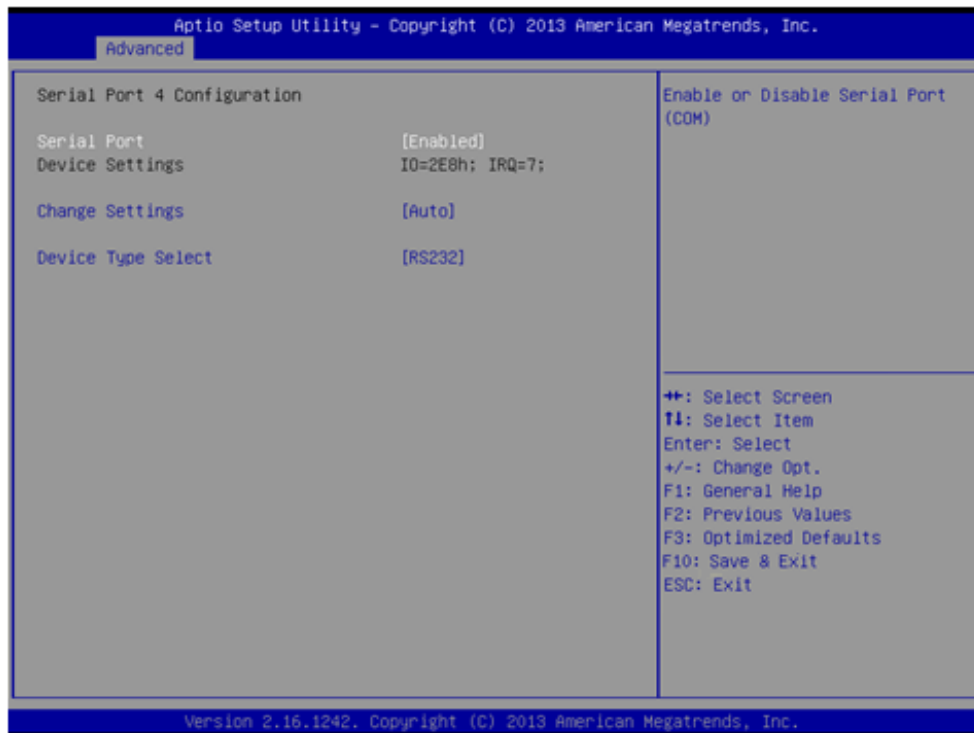 Aptio Setup Utility – Copyright (C) 2013 American Megatrends, Inc.
Advanced
Serial Port 4 Configuration
Serial Port [Enabled]
Device Settings IO=2E8h; IRQ=7;
Change Settings [Auto]
Device Type Select [RS232]
Enable or Disable Serial Port
(COM)
→←: Select Screen
↑↓: Select Item
Enter: Select
+/-: Change Opt.
F1: General Help
F2: Previous Values
F3: Optimized Defaults
F10: Save & Exit
ESC: Exit
Version 2.16.1242. Copyright (C) 2013 American Megatrends, Inc.